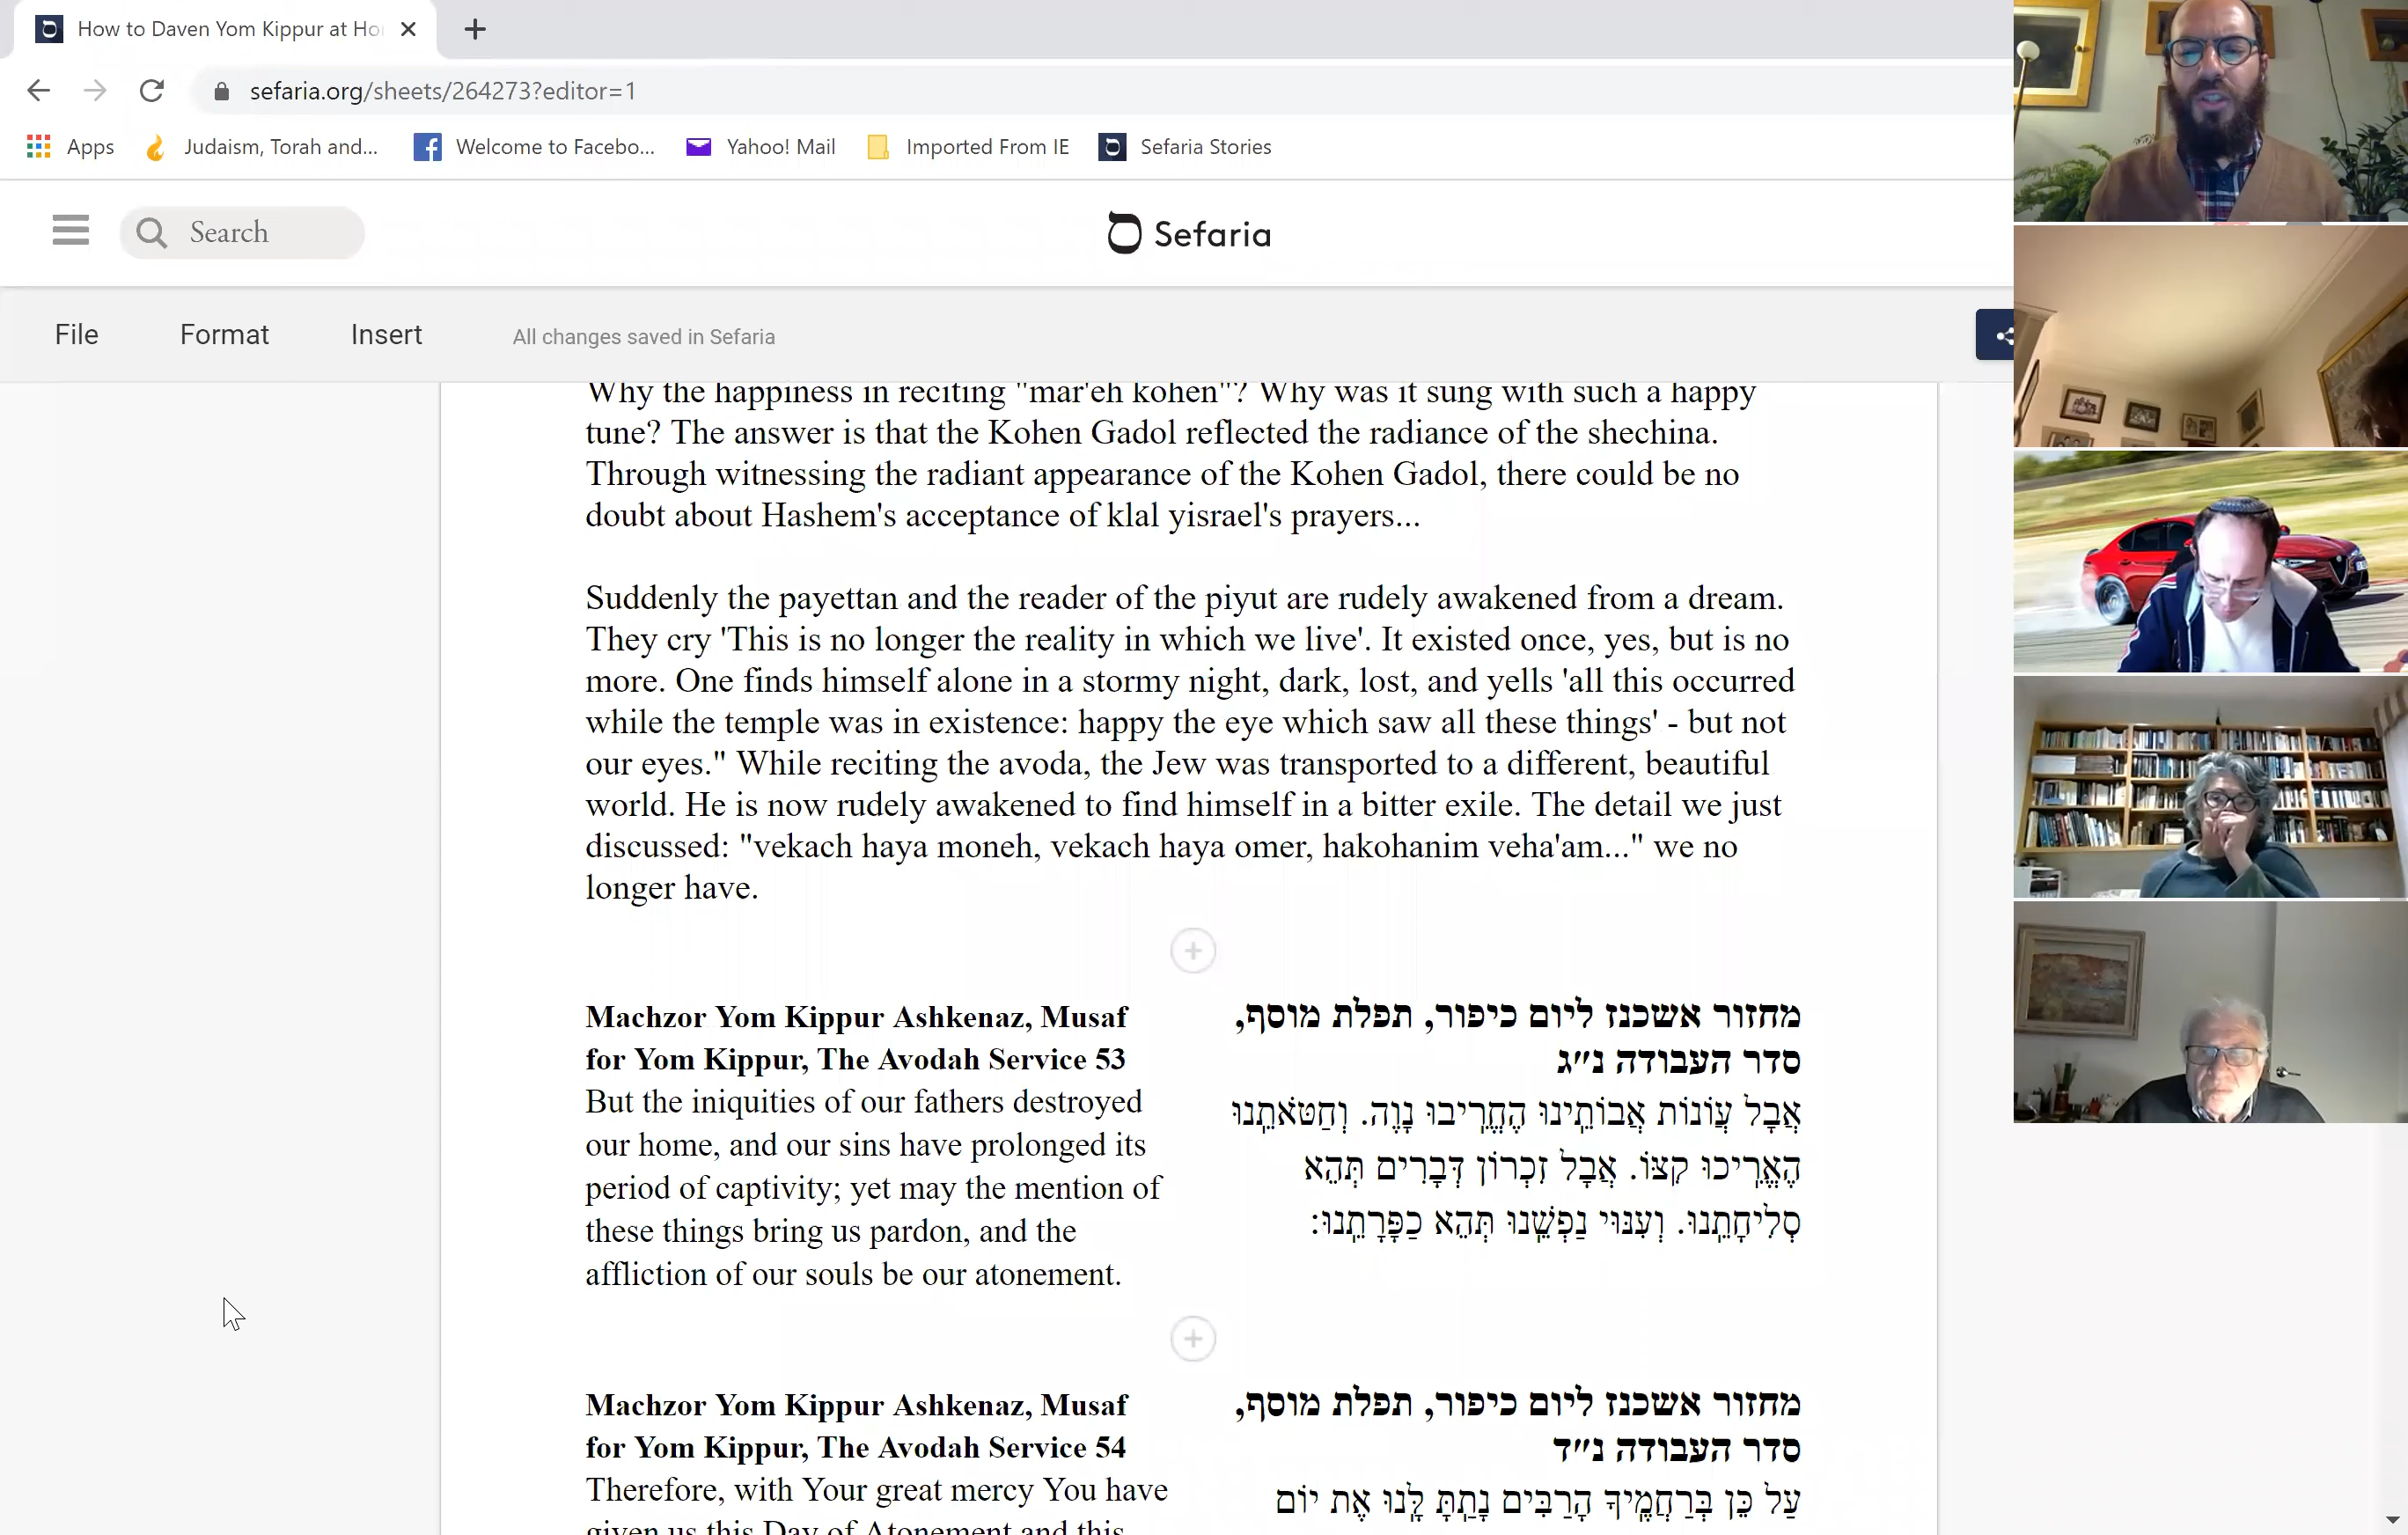 How to Daven Yom Kippur at Ho
sefaria.org/sheets/264273?editor=1
Apps
Judaism, Torah and...
Welcome to Facebo...
Yahoo! Mail
Imported From IE
Sefaria Stories
Search
Sefaria
File
Format
Insert
All changes saved in Sefaria
Why the happiness in reciting "mar'eh kohen"? Why was it sung with such a happy
tune? The answer is that the Kohen Gadol reflected the radiance of the shechina.
Through witnessing the radiant appearance of the Kohen Gadol, there could be no
doubt about Hashem's acceptance of klal yisrael's prayers...
Suddenly the payettan and the reader of the piyut are rudely awakened from a dream.
They cry 'This is no longer the reality in which we live'. It existed once, yes, but is no
more. One finds himself alone in a stormy night, dark, lost, and yells 'all this occurred
while the temple was in existence: happy the eye which saw all these things' - but not
our eyes." While reciting the avoda, the Jew was transported to a different, beautiful
world. He is now rudely awakened to find himself in a bitter exile. The detail we just
discussed: "vekach haya moneh, vekach haya omer, hakohanim veha'am..." we no
longer have.
Machzor Yom Kippur Ashkenaz, Musaf
for Yom Kippur, The Avodah Service 53
But the iniquities of our fathers destroyed
our home, and our sins have prolonged its
period of captivity; yet may the mention of
these things bring us pardon, and the
affliction of our souls be our atonement.
מחזור אשכנז ליום כיפור, תפלת מוסף,
סדר העבודה נ״ג
אֲבָל עֲוֹנוֹת אֲבוֹתֵֽינוּ הֶחֱרִֽיבוּ נָוֶה. וְחַטֹּאתֵֽנוּ
הֶאֱרִֽיכוּ קִצּוֹ. אֲבָל זִכְרוֹן דְּבָרִים תְּהֵא
סְלִיחָתֵֽנוּ. וְעִנּוּי נַפְשֵֽׁנוּ תְּהֵא כַפָּרָתֵֽנוּ:
Machzor Yom Kippur Ashkenaz, Musaf
for Yom Kippur, The Avodah Service 54
Therefore, with Your great mercy You have
given us this Day of Atonement and this
מחזור אשכנז ליום כיפור, תפלת מוסף,
סדר העבודה נ״ד
עַל כֵּן בְּרַחֲמֶֽיךָ הָרַבִּים נָתַֽתָּ לָּֽנוּ אֶת יוֹם